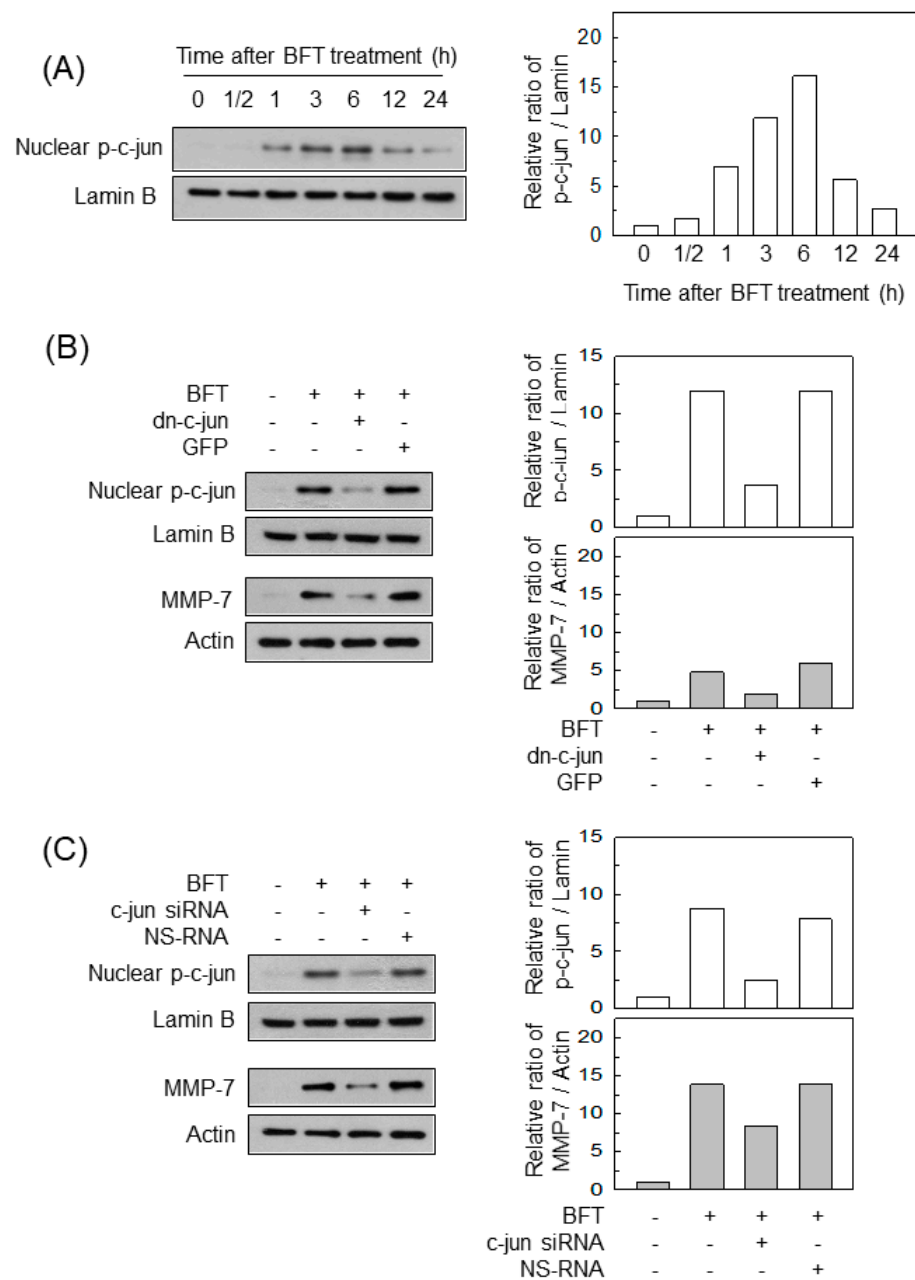 (A)
Time after BFT treatment (h)
0 1/2 1 3 6 12 24
Nuclear p-c-jun
Lamin B
Relative ratio of
p-c-jun / Lamin
20
15
10
5
0
0 1/2 1 3 6 12 24
Time after BFT treatment (h)
(B)
BFT - + + +
dn-c-jun - - + -
GFP - - - +
Nuclear p-c-jun
Lamin B
MMP-7
Actin
Relative ratio of
p-c-jun / Lamin
15
10
5
0
Relative ratio of
MMP-7 / Actin
20
15
10
5
0
BFT - + + +
dn-c-jun - - + -
GFP - - - +
(C)
BFT - + + +
c-jun siRNA - - + -
NS-RNA - - - +
Nuclear p-c-jun
Lamin B
MMP-7
Actin
Relative ratio of
p-c-jun / Lamin
15
10
5
0
Relative ratio of
MMP-7 / Actin
20
15
10
5
0
BFT - + + +
c-jun siRNA - - + -
NS-RNA - - - +